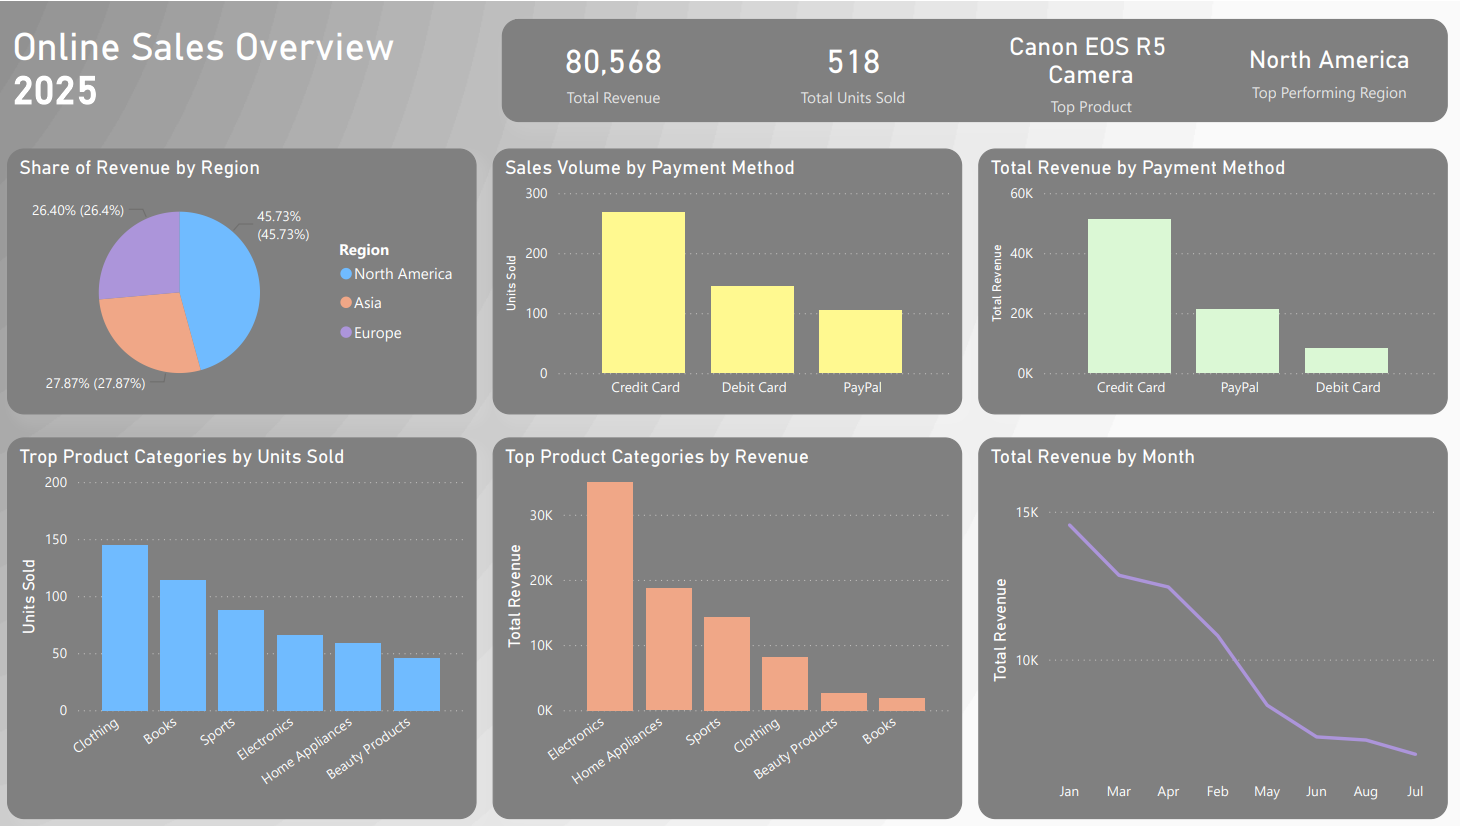 Online Sales Overview
2025
80,568
Total Revenue
518
Total Units Sold
Canon EOS R5
Camera
Top Product
North America
Top Performing Region
Share of Revenue by Region
26.40% (26.4%)
45.73%
(45.73%)
27.87% (27.87%)
Region
North America
Asia
Europe
Sales Volume by Payment Method
Units Sold
300
200
100
0
Credit Card
Debit Card
PayPal
Total Revenue by Payment Method
Total Revenue
60K
40K
20K
0K
Credit Card
PayPal
Debit Card
Trop Product Categories by Units Sold
Units Sold
200
150
100
50
0
Clothing
Books
Sports
Electronics
Home Appliances
Beauty Products
Top Product Categories by Revenue
Total Revenue
30K
20K
10K
0K
Electronics
Home Appliances
Sports
Clothing
Beauty Products
Books
Total Revenue by Month
Total Revenue
15K
10K
Jan
Mar
Apr
Feb
May
Jun
Aug
Jul